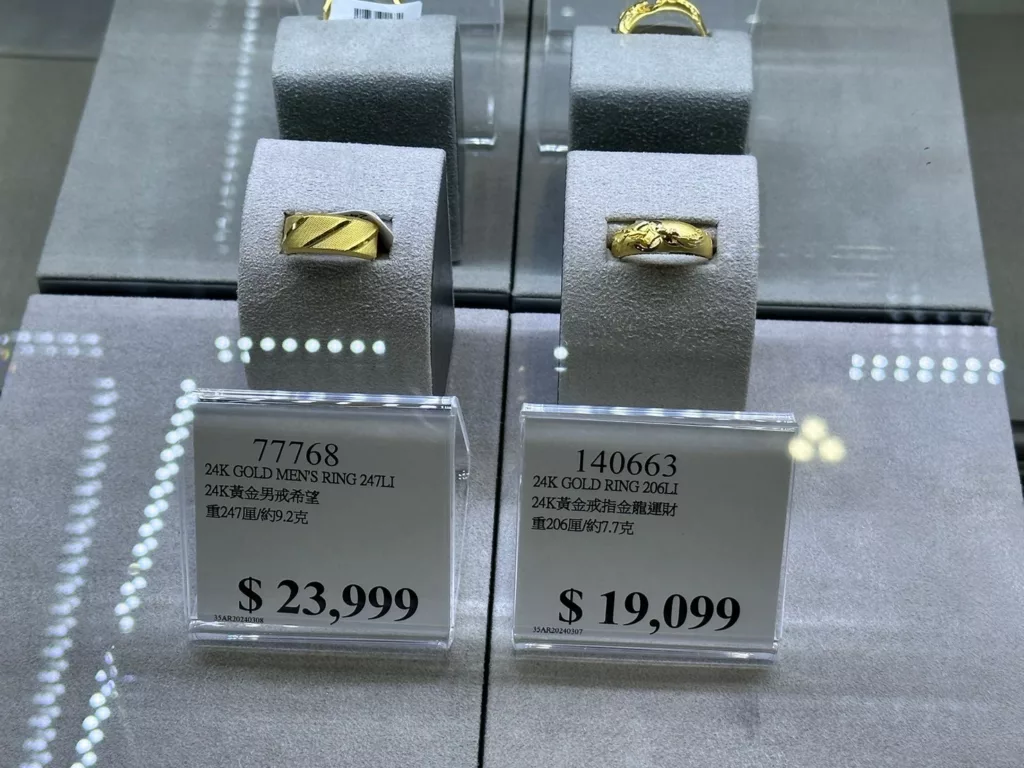 77768
24K GOLD MEN'S RING 247LI
24K黃金男戒希望
重247厘/約9.2克
$ 23,999
35AR20240308
140663
24K GOLD RING 206LI
24K黃金戒指金龍運財
重206厘/約7.7克
$ 19,099
35AR20240307